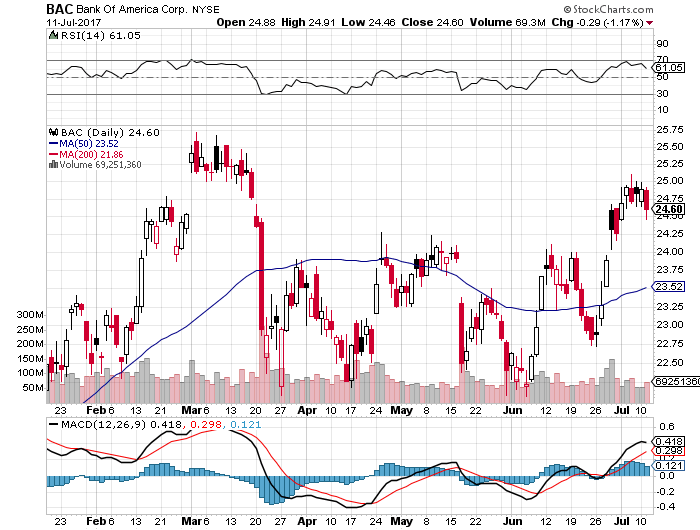 BAC Bank Of America Corp. NYSE © StockCharts.com
11-Jul-2017 Open 24.88 High 24.91 Low 24.46 Close 24.60 Volume 69.3M Chg -0.29 (-1.17%)
RSI(14) 61.05
90
70
61.05
50
30
10
BAC (Daily) 24.60
MA(50) 23.52
MA(200) 21.86
Volume 69,251,360
25.75
25.50
25.25
25.00
24.75
24.60
24.50
24.25
24.00
23.75
23.52
23.25
300M 23.00
250M
200M 22.75
150M
100M 22.50
50M
69251360
23 Feb 6 13 21 Mar 6 13 20 27 Apr 10 17 24 May 8 15 22 Jun 12 19 26 Jul 10
MACD(12,26,9) 0.418, 0.298, 0.121
0.6
0.418
0.298
0.2
0.121
0.0
-0.2
-0.4
23 Feb 6 13 21 Mar 6 13 20 27 Apr 10 17 24 May 8 15 22 Jun 12 19 26 Jul 10